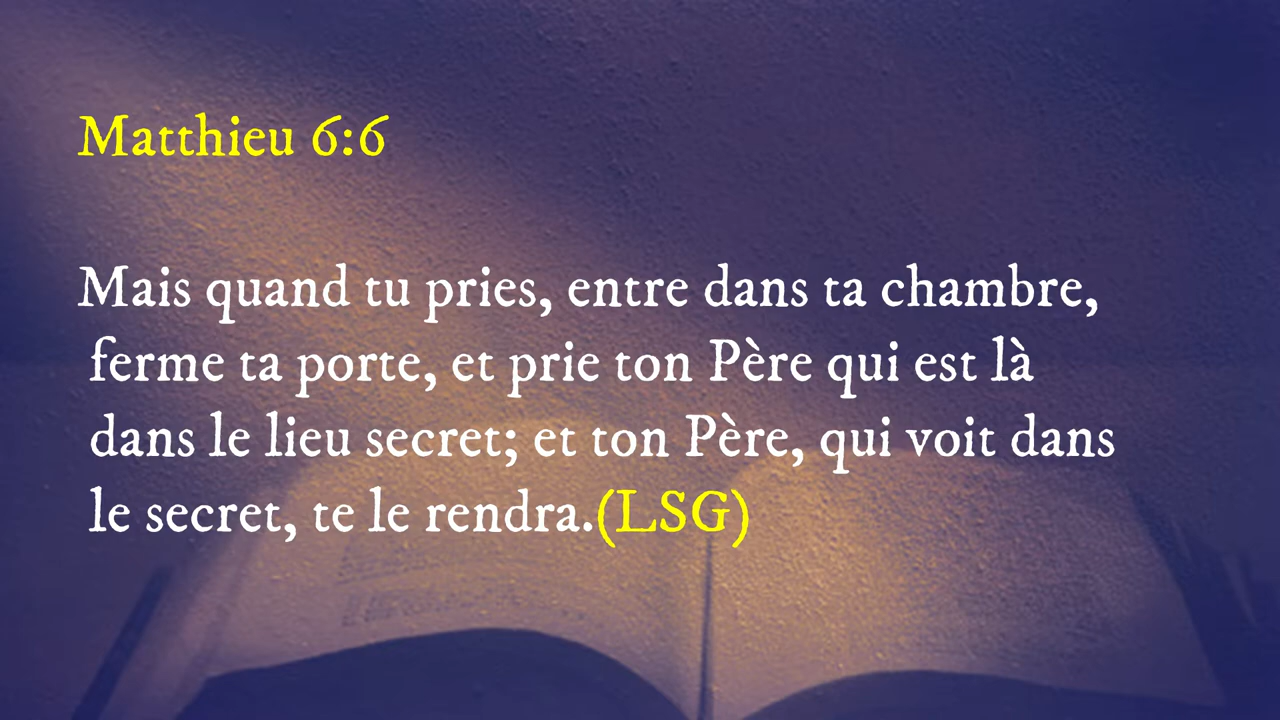 Matthieu 6:6
Mais quand tu pries, entre dans ta chambre,
ferme ta porte, et prie ton Père qui est là
dans le lieu secret; et ton Père, qui voit dans
le secret, te le rendra.(LSG)